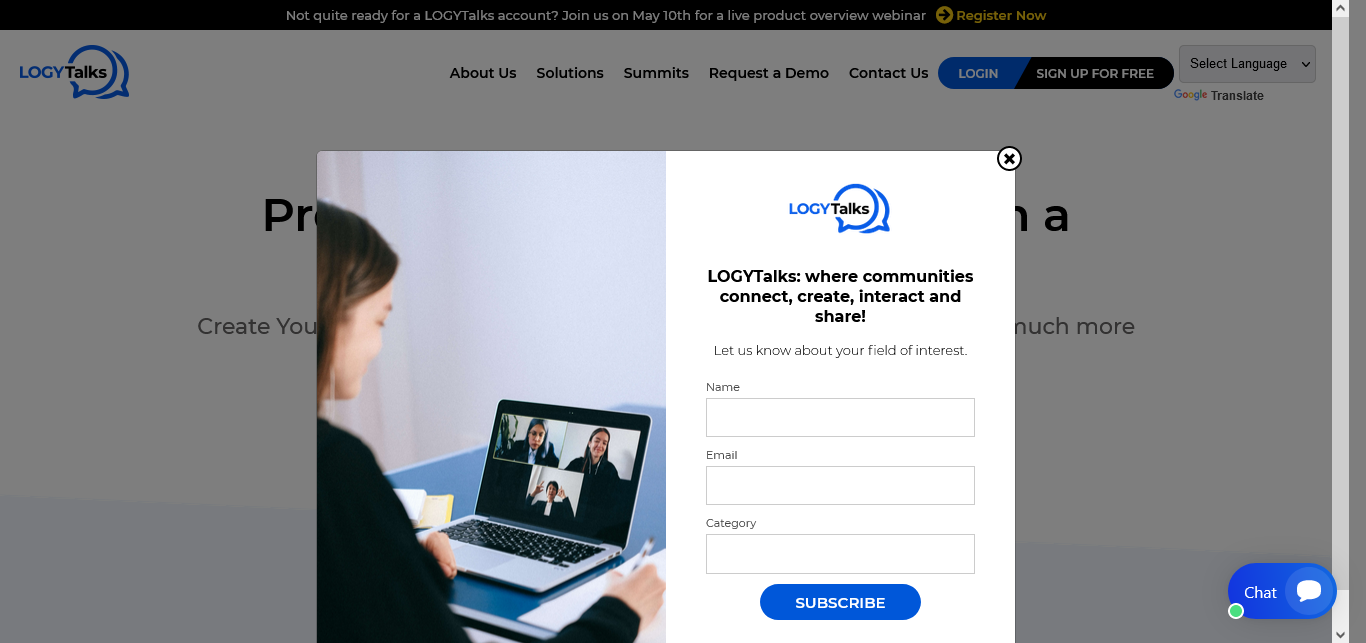 Not quite ready for a LOGYTalks account? Join us on May 10th for a live product overview webinar Register Now
LOGYTalks
About Us Solutions Summits Request a Demo Contact Us LOGIN SIGN UP FOR FREE Select Language
Google Translate
a
Create You
much more
LOGYTalks
LOGYTalks: where communities
connect, create, interact and
share!
Let us know about your field of interest.
Name
Email
Category
SUBSCRIBE
Chat